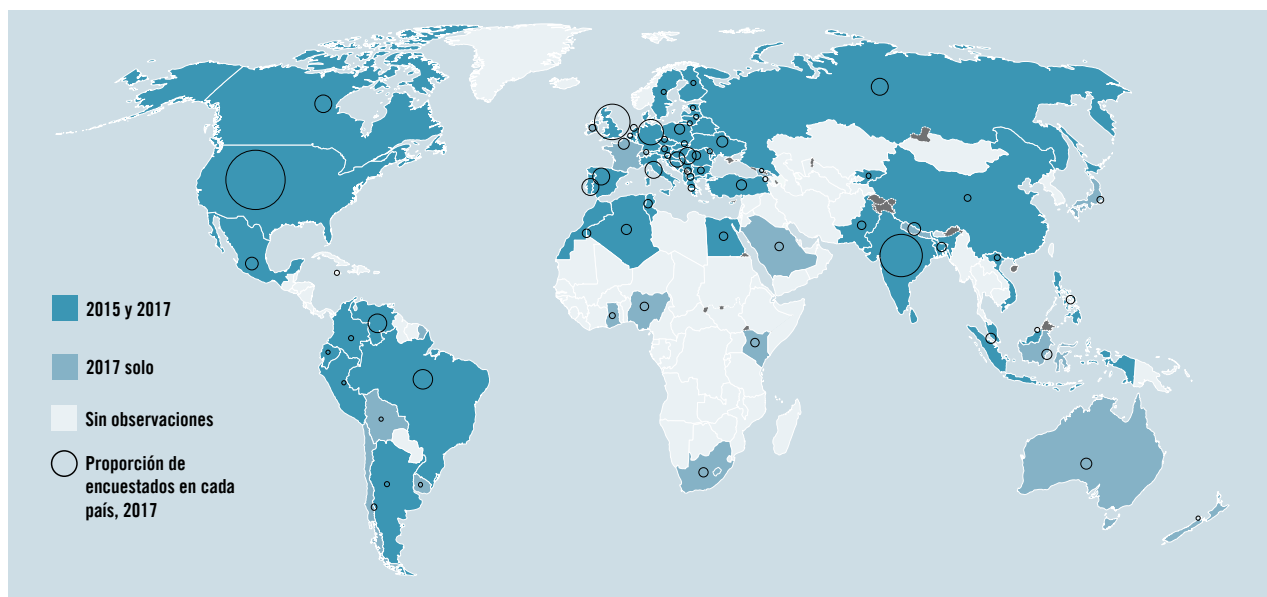 2015 y 2017
2017 solo
Sin observaciones
Proporción de
encuestados en cada
país, 2017